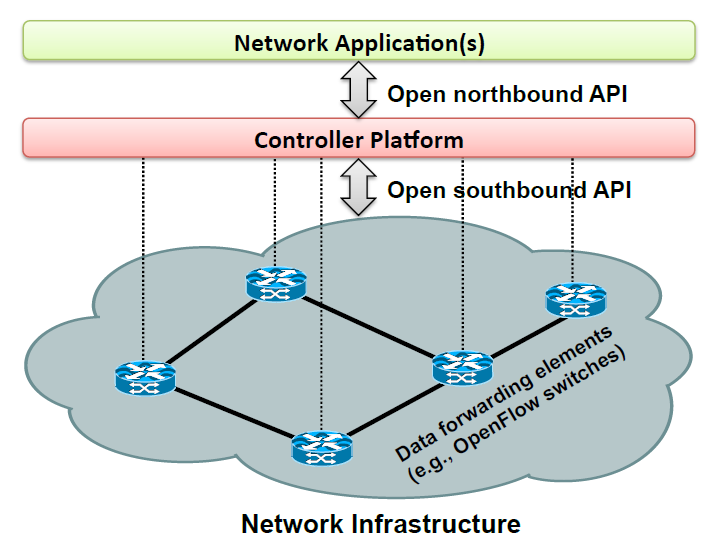 Network Application(s)
Open northbound API
Controller Platform
Open southbound API
Data forwarding elements
(e.g., OpenFlow switches)
Network Infrastructure